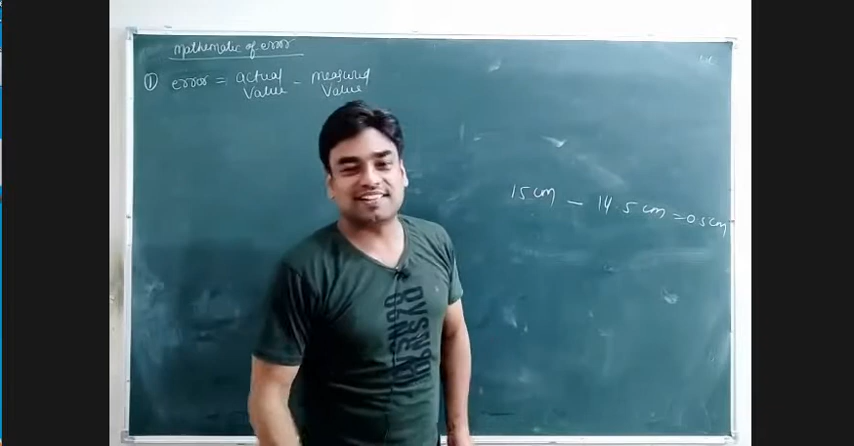 Mathematic of error
① error = actual - measured
Value Value
15 cm - 14.5 cm = 0.5 cm